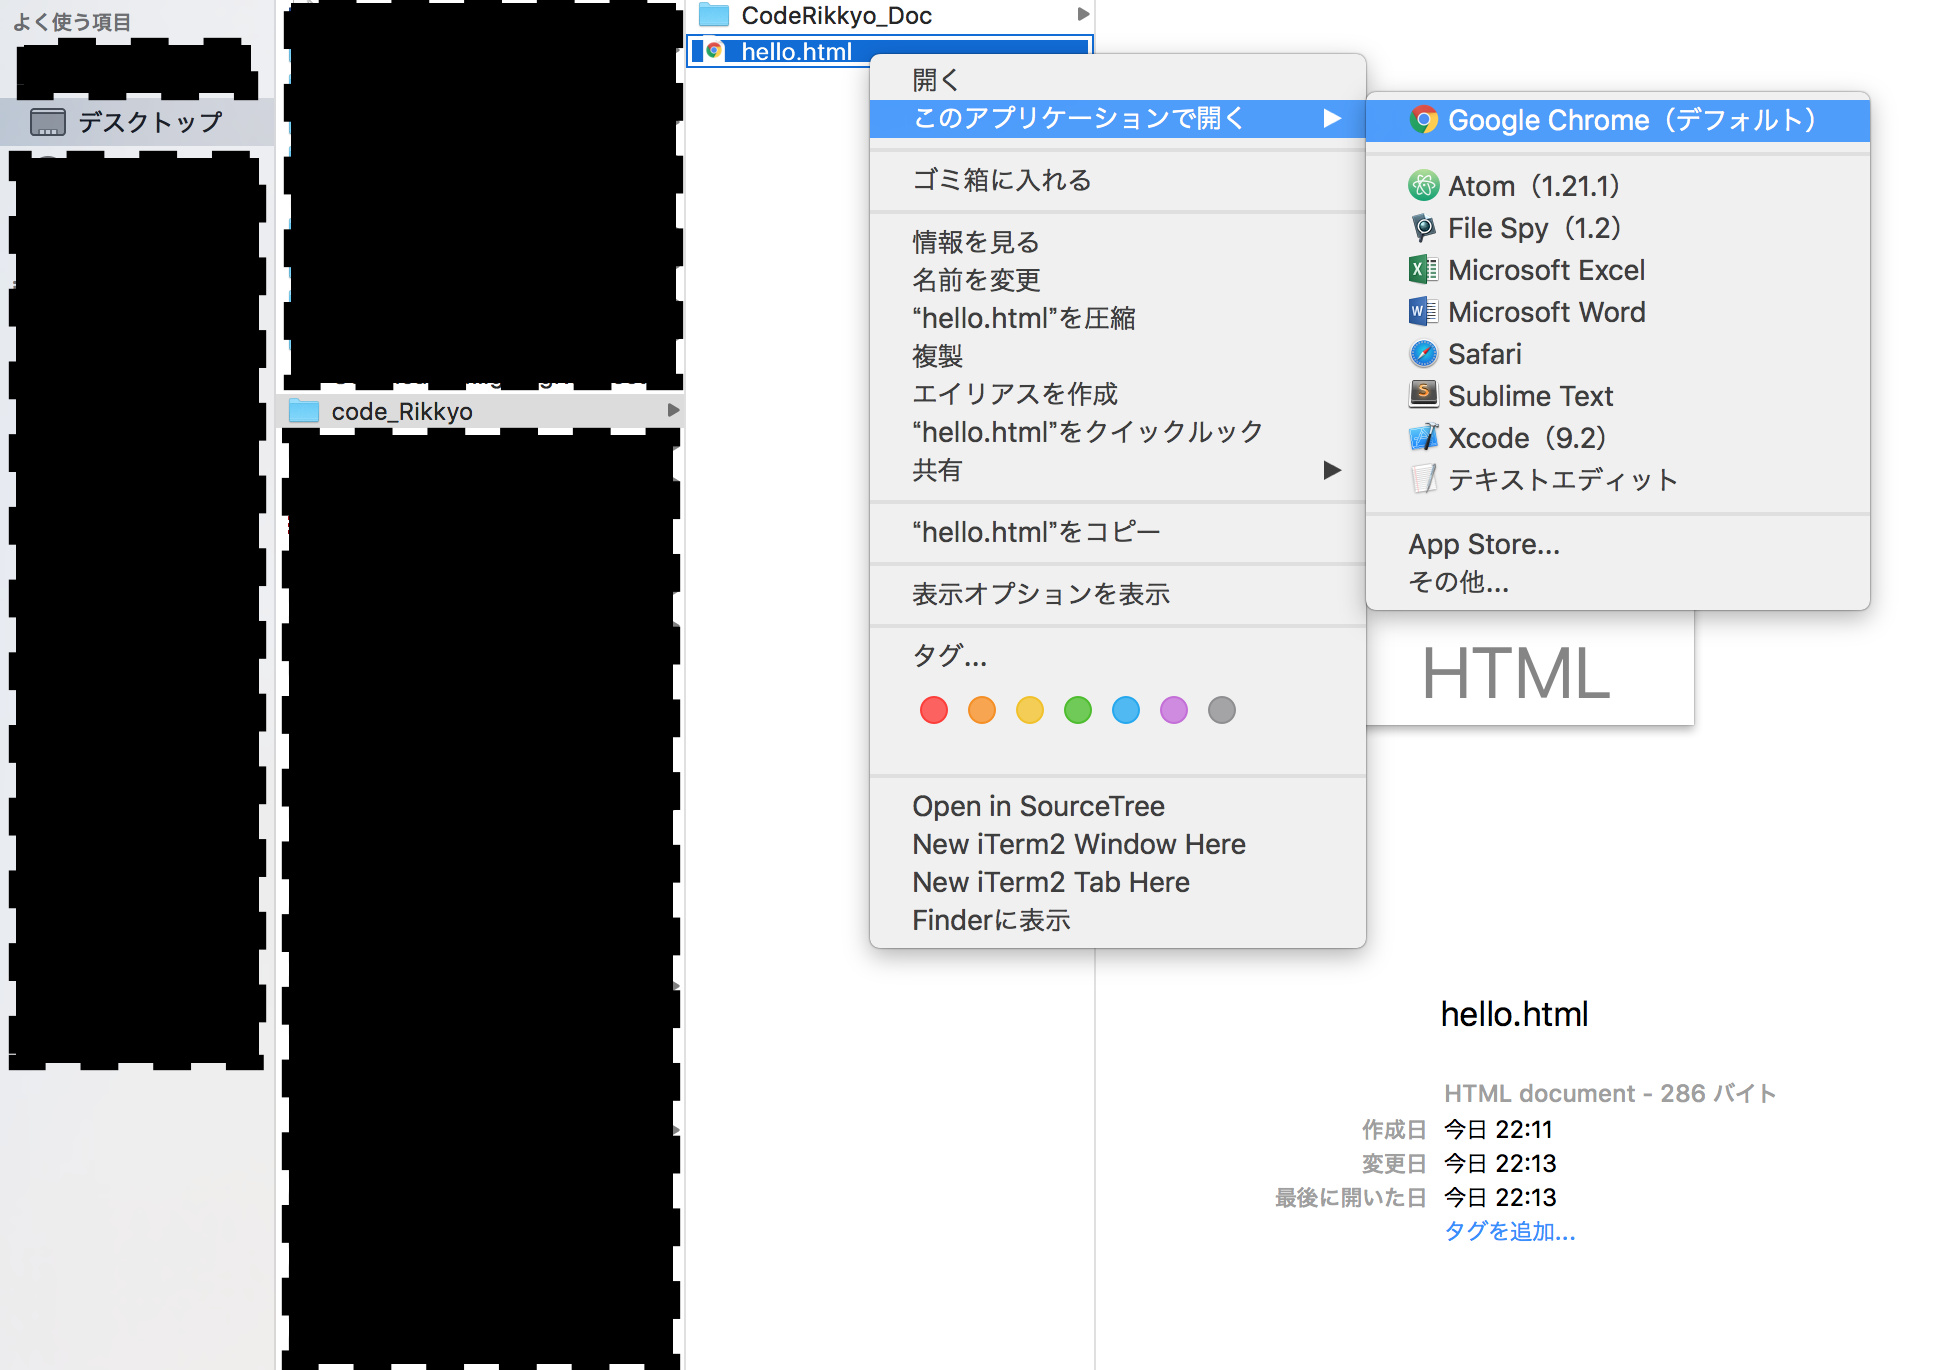 よく使う項目
デスクトップ
code_Rikkyo
CodeRikkyo_Doc
hello.html
開く
このアプリケーションで開く
ゴミ箱に入れる
情報を見る
名前を変更
“hello.html”を圧縮
複製
エイリアスを作成
“hello.html”をクイックルック
共有
“hello.html”をコピー
表示オプションを表示
タグ...
Open in SourceTree
New iTerm2 Window Here
New iTerm2 Tab Here
Finderに表示
Google Chrome（デフォルト）
Atom（1.21.1）
File Spy（1.2）
Microsoft Excel
Microsoft Word
Safari
Sublime Text
Xcode（9.2）
テキストエディット
App Store...
その他...
HTML
hello.html
HTML document - 286 バイト
作成日 今日 22:11
変更日 今日 22:13
最後に開いた日 今日 22:13
タグを追加...